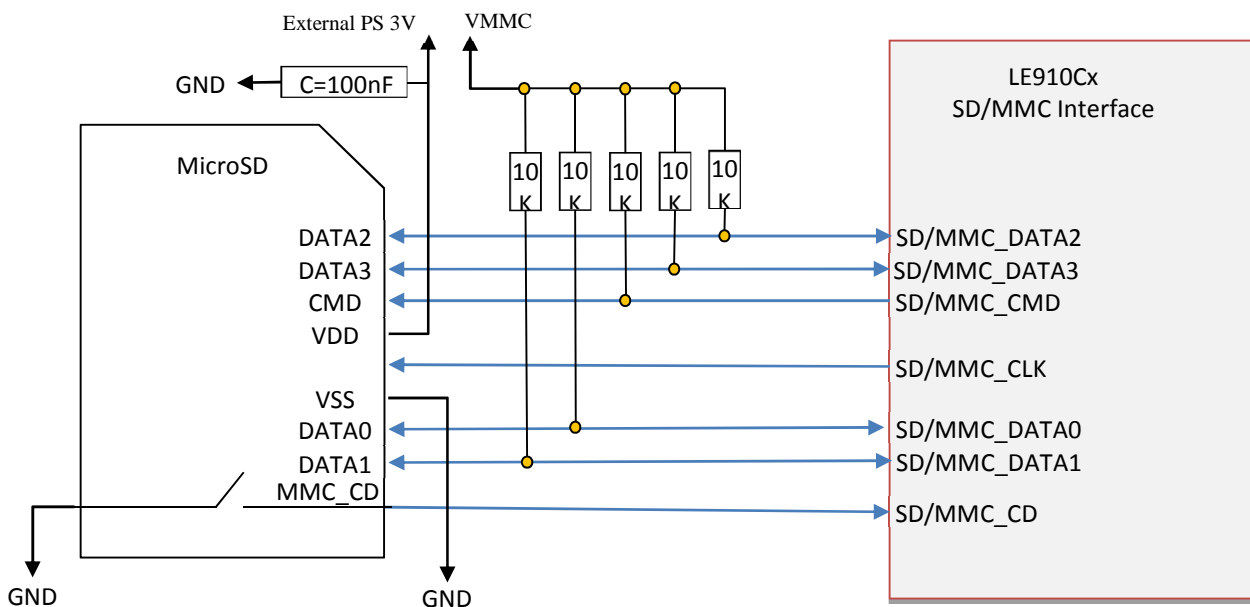 External PS 3V
VMMC
GND
C=100nF
LE910Cx
SD/MMC Interface
MicroSD
10
K
10
K
10
K
10
K
10
K
DATA2
SD/MMC_DATA2
DATA3
SD/MMC_DATA3
CMD
SD/MMC_CMD
VDD
SD/MMC_CLK
VSS
DATA0
SD/MMC_DATA0
DATA1
SD/MMC_DATA1
MMC_CD
SD/MMC_CD
GND
GND